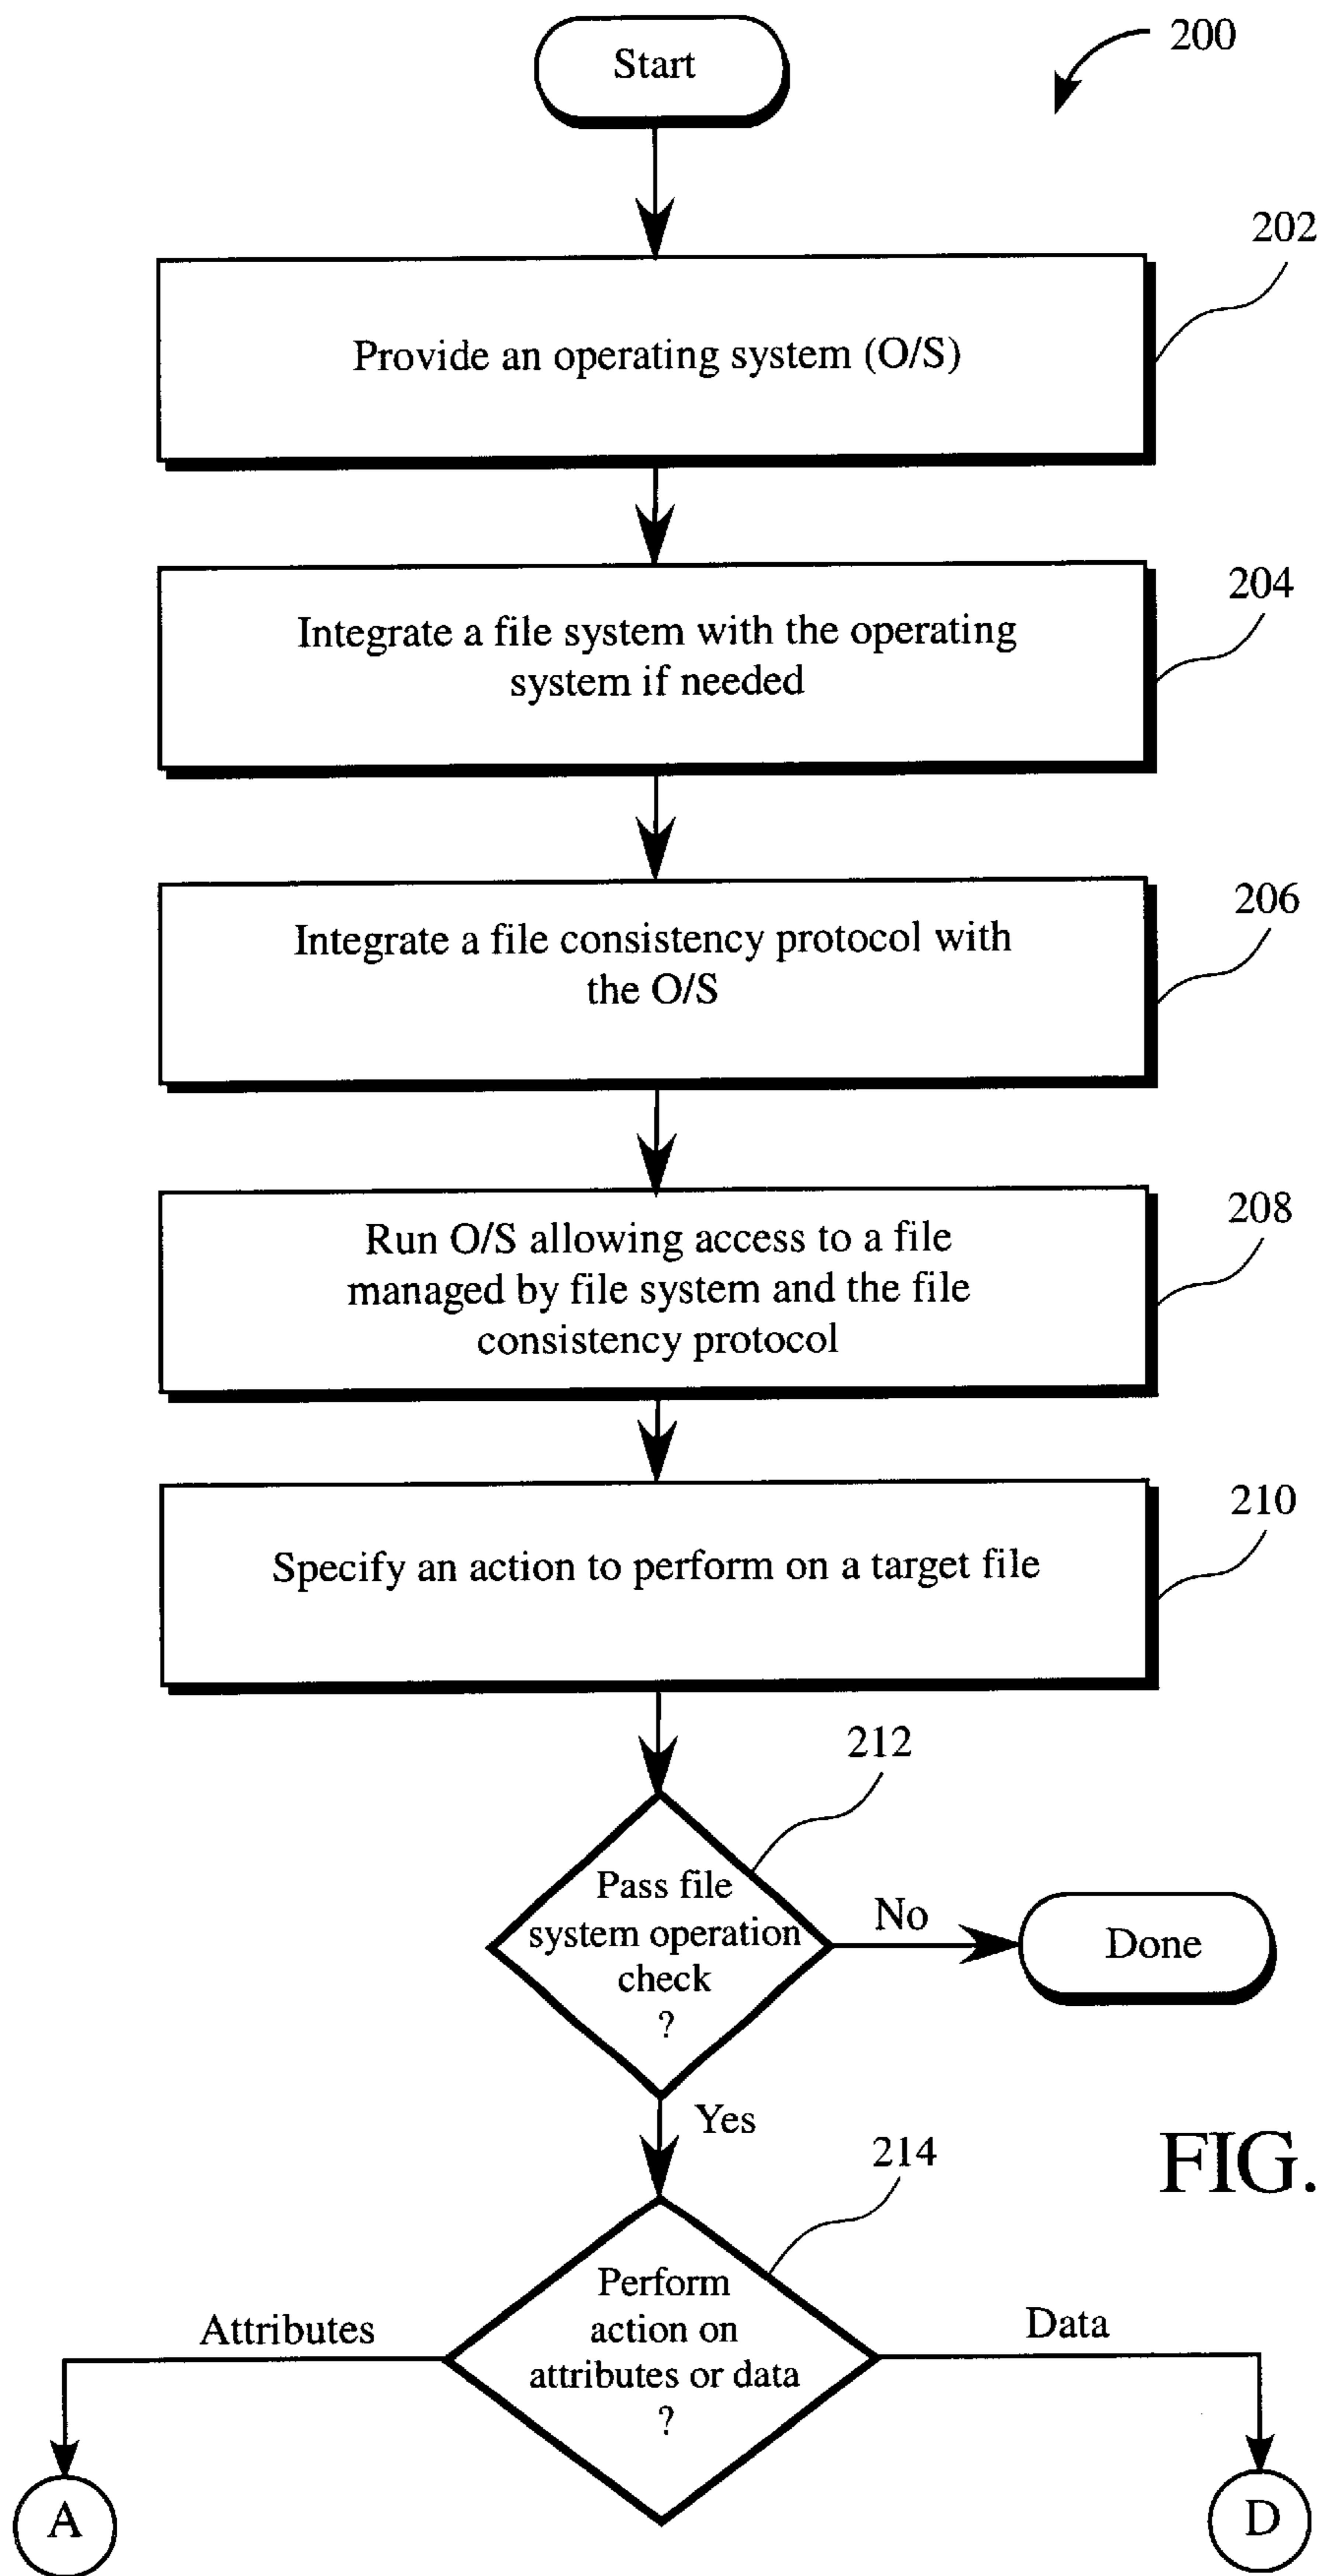 Start
200
202
Provide an operating system (O/S)
204
Integrate a file system with the operating
system if needed
206
Integrate a file consistency protocol with
the O/S
208
Run O/S allowing access to a file
managed by file system and the file
consistency protocol
210
Specify an action to perform on a target file
212
Pass file
system operation
check
?
No
Done
Yes
FIG.
214
Perform
action on
attributes or data
?
Attributes
Data
A
D